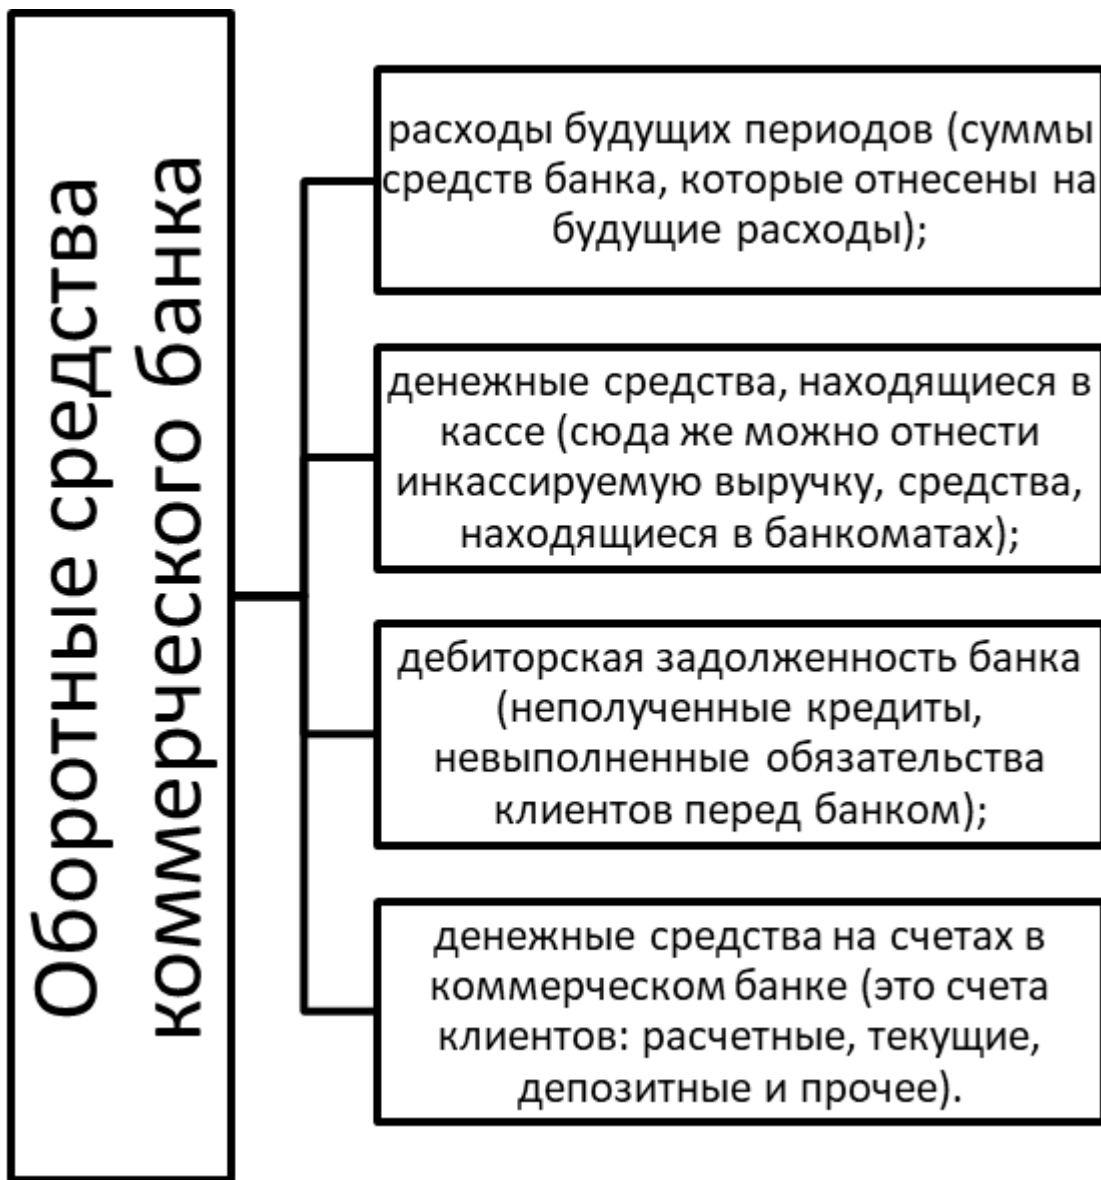 Оборотные средства
коммерческого банка
расходы будущих периодов (суммы
средств банка, которые отнесены на
будущие расходы);
денежные средства, находящиеся в
кассе (сюда же можно отнести
инкассируемую выручку, средства,
находящиеся в банкоматах);
дебиторская задолженность банка
(неполученные кредиты,
невыполненные обязательства
клиентов перед банком);
денежные средства на счетах в
коммерческом банке (это счета
клиентов: расчетные, текущие,
депозитные и прочее).